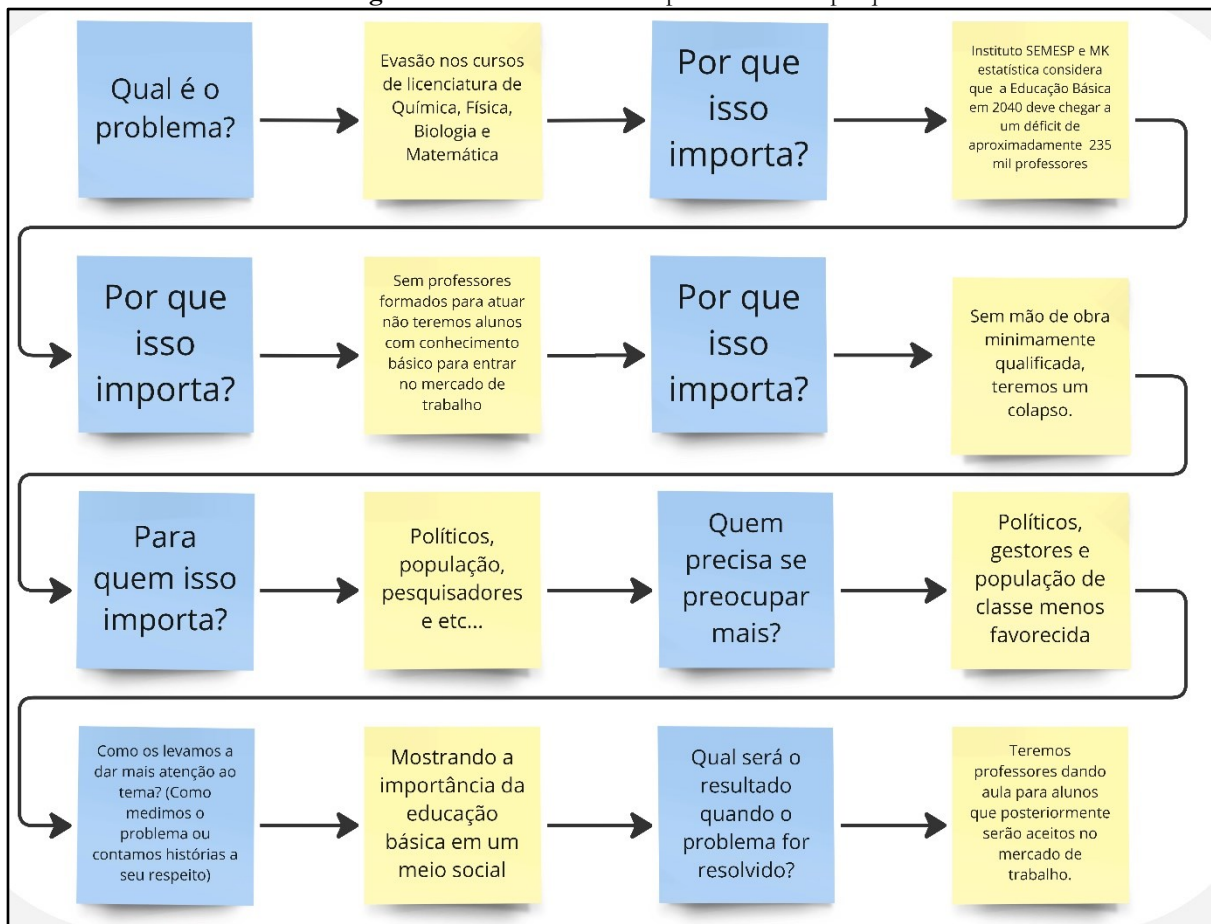 Qual é o
problema?
Evasão nos cursos
de licenciatura de
Química, Física,
Biologia e
Matemática
Por que
isso
importa?
Instituto SEMESP e MK
estatística considera
que a Educação Básica
em 2040 deve chegar a
um déficit de
aproximadamente 235
mil professores
Por que
isso
importa?
Sem professores
formados para atuar
não teremos alunos
com conhecimento
básico para entrar
no mercado de
trabalho
Por que
isso
importa?
Sem mão de obra
minimamente
qualificada,
teremos um
colapso.
Para
quem isso
importa?
Políticos,
população,
pesquisadores
e etc...
Quem
precisa se
preocupar
mais?
Políticos,
gestores e
população de
classe menos
favorecida
Como os levamos a
dar mais atenção ao
tema? (Como
medimos o
problema ou
contamos histórias a
seu respeito)
Mostrando a
importância da
educação
básica em um
meio social
Qual será o
resultado
quando o
problema for
resolvido?
Teremos
professores dando
aula para alunos
que posteriormente
serão aceitos no
mercado de
trabalho.